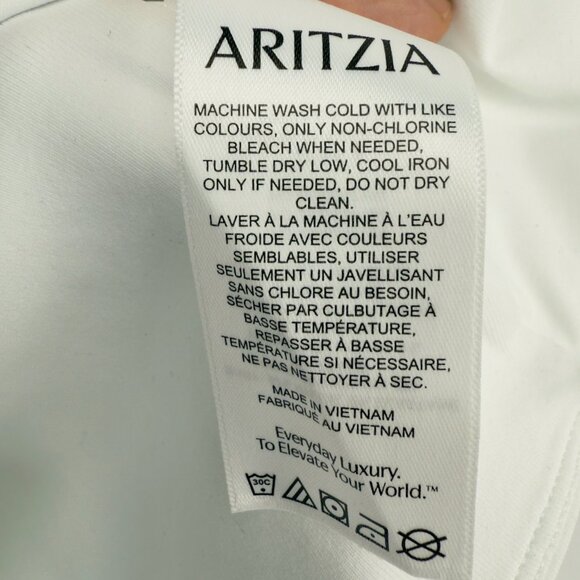 ARITZIA
MACHINE WASH COLD WITH LIKE
COLOURS, ONLY NON-CHLORINE
BLEACH WHEN NEEDED,
TUMBLE DRY LOW, COOL IRON
ONLY IF NEEDED, DO NOT DRY
CLEAN.
LAVER À LA MACHINE À L'EAU
FROIDE AVEC COULEURS
SEMBLABLES, UTILISER
SEULEMENT UN JAVELLISANT
SANS CHLORE AU BESOIN,
SÉCHER PAR CULBUTAGE À
BASSE TEMPÉRATURE,
REPASSER À BASSE
TEMPÉRATURE SI NÉCESSAIRE,
NE PAS NETTOYER À SEC.
MADE IN VIETNAM
FABRIQUÉ AU VIETNAM
Everyday Luxury.
To Elevate Your World.™
30C